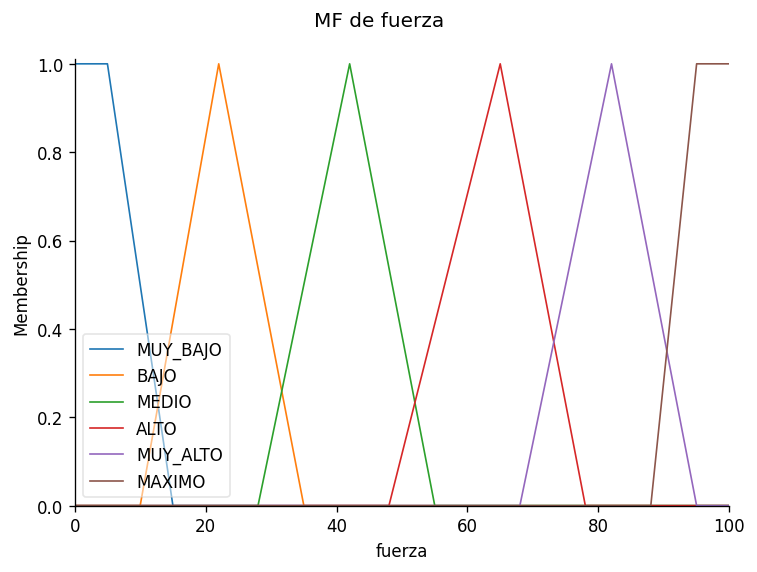 MF de fuerza
1.0
0.8
0.6
0.4
0.2
0.0
Membership
MUY_BAJO
BAJO
MEDIO
ALTO
MUY_ALTO
MAXIMO
0 20 40 60 80 100
fuerza